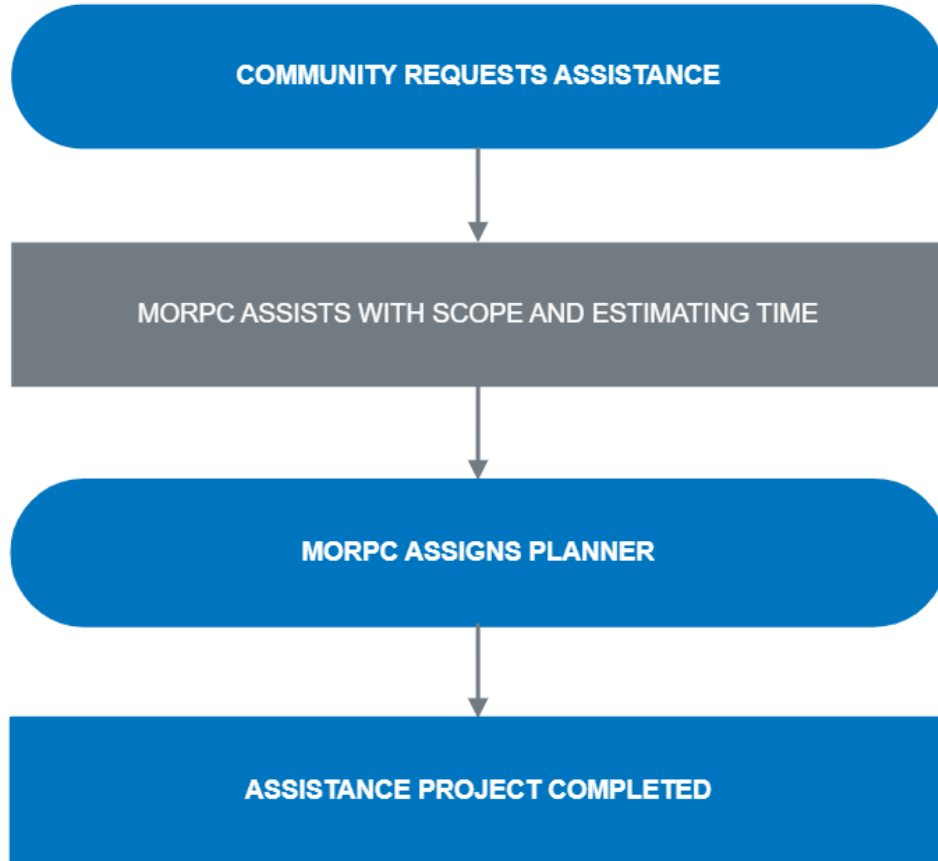 COMMUNITY REQUESTS ASSISTANCE
MORPC ASSISTS WITH SCOPE AND ESTIMATING TIME
MORPC ASSIGNS PLANNER
ASSISTANCE PROJECT COMPLETED